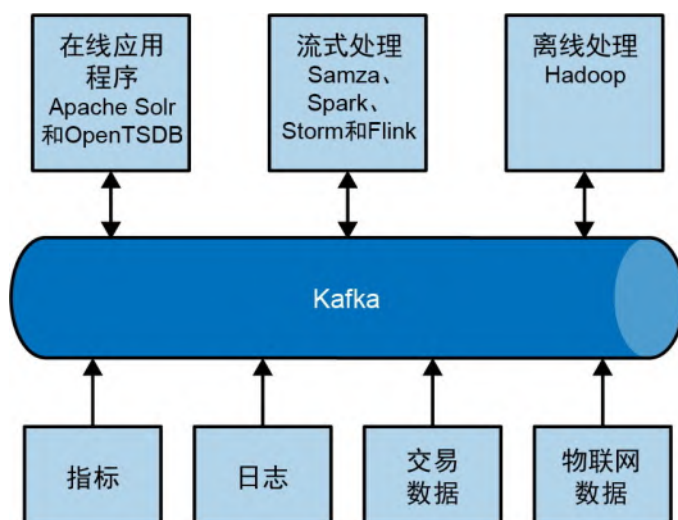 在线应用
程序
Apache Solr
和OpenTSDB
流式处理
Samza、
Spark、
Storm和Flink
离线处理
Hadoop
Kafka
指标
日志
交易
数据
物联网
数据